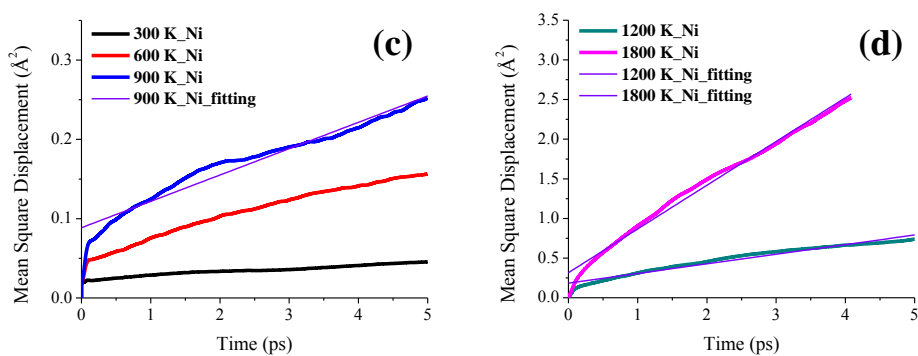 (c)
300 K_Ni
600 K_Ni
900 K_Ni
900 K_Ni_fitting
Mean Square Displacement (Å²)
0.3
0.2
0.1
0.0
0 1 2 3 4 5
Time (ps)
(d)
1200 K_Ni
1800 K_Ni
1200 K_Ni_fitting
1800 K_Ni_fitting
Mean Square Displacement (Å²)
3.5
3.0
2.5
2.0
1.5
1.0
0.5
0.0
0 1 2 3 4 5
Time (ps)